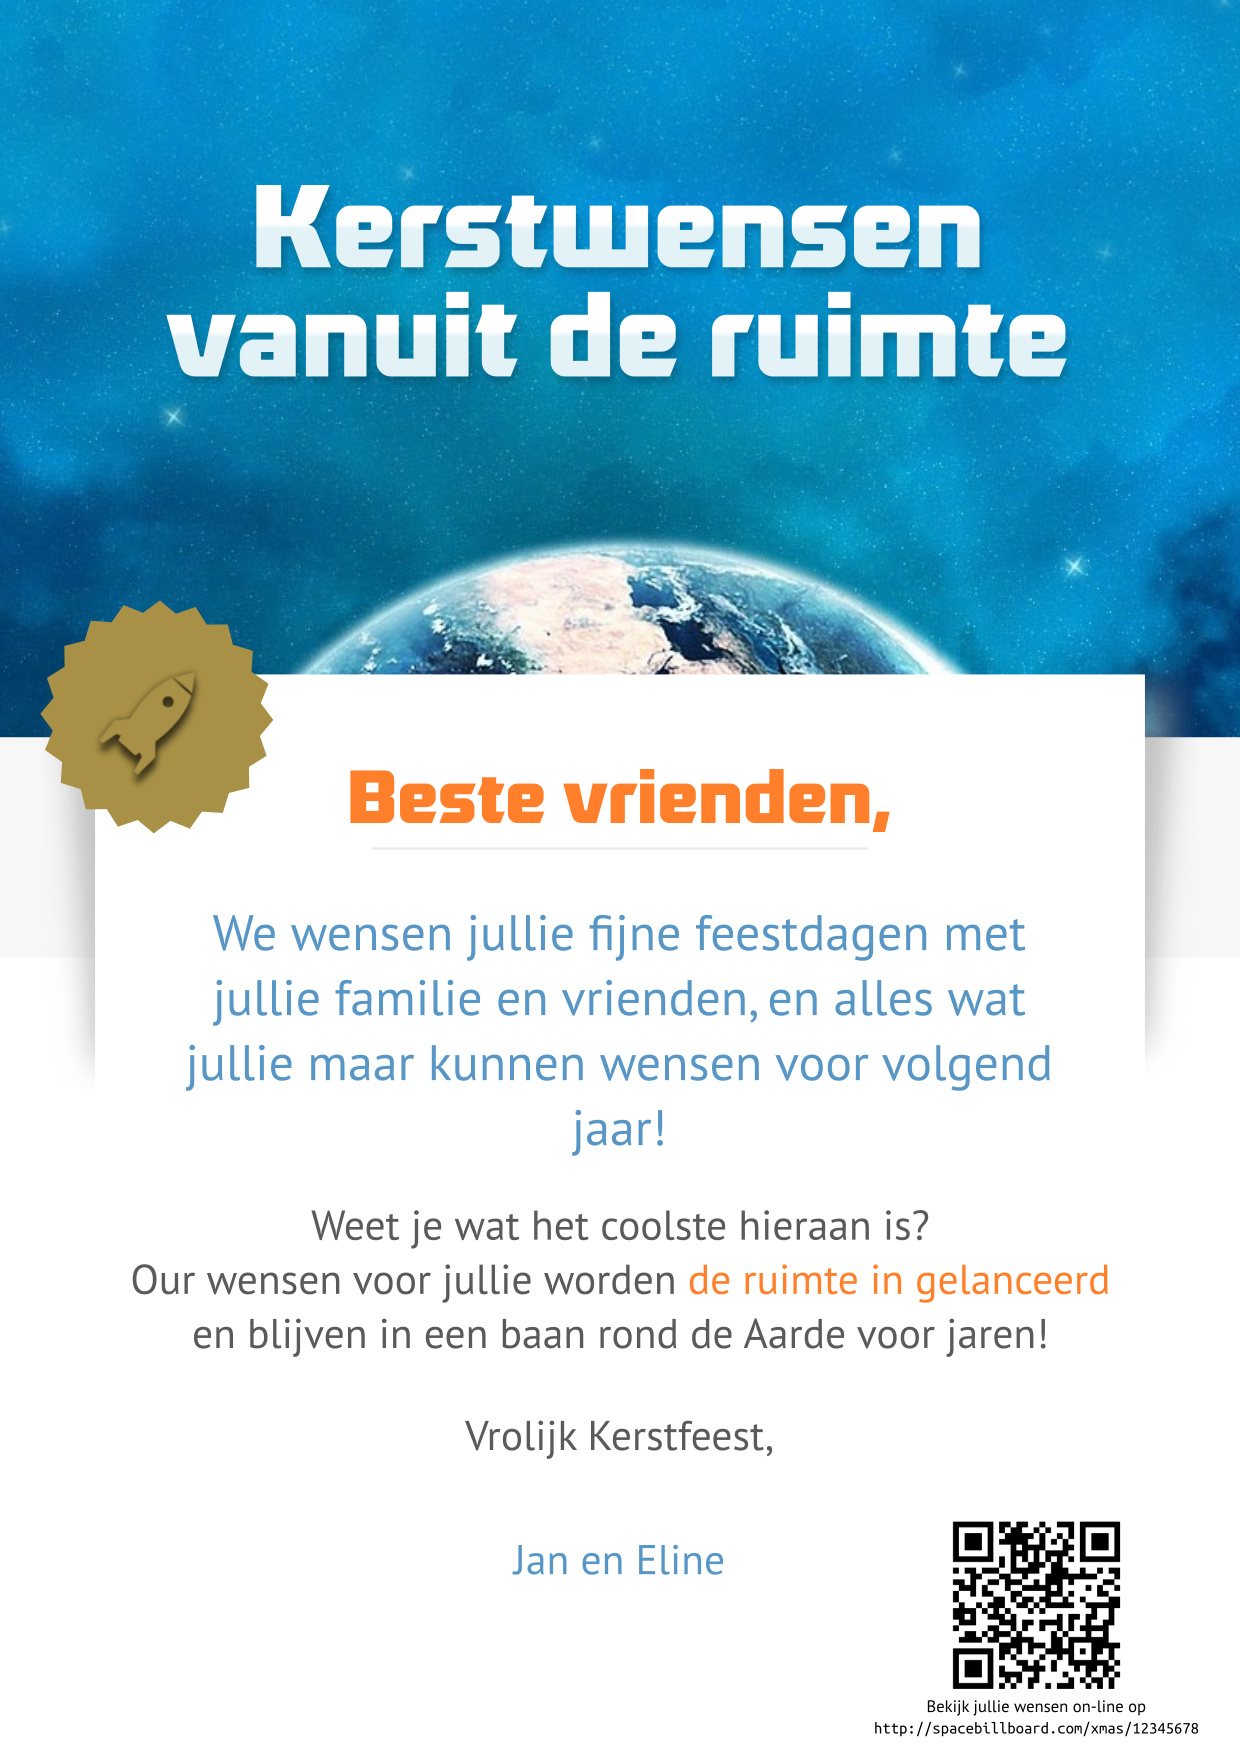 Kerstwensen
vanuit de ruimte
Beste vrienden,
We wensen jullie fijne feestdagen met
jullie familie en vrienden, en alles wat
jullie maar kunnen wensen voor volgend
jaar!
Weet je wat het coolste hieraan is?
Our wensen voor jullie worden de ruimte in gelanceerd
en blijven in een baan rond de Aarde voor jaren!
Vrolijk Kerstfeest,
Jan en Eline
Bekijk jullie wensen on-line op
http://spacebillboard.com/xmas/12345678